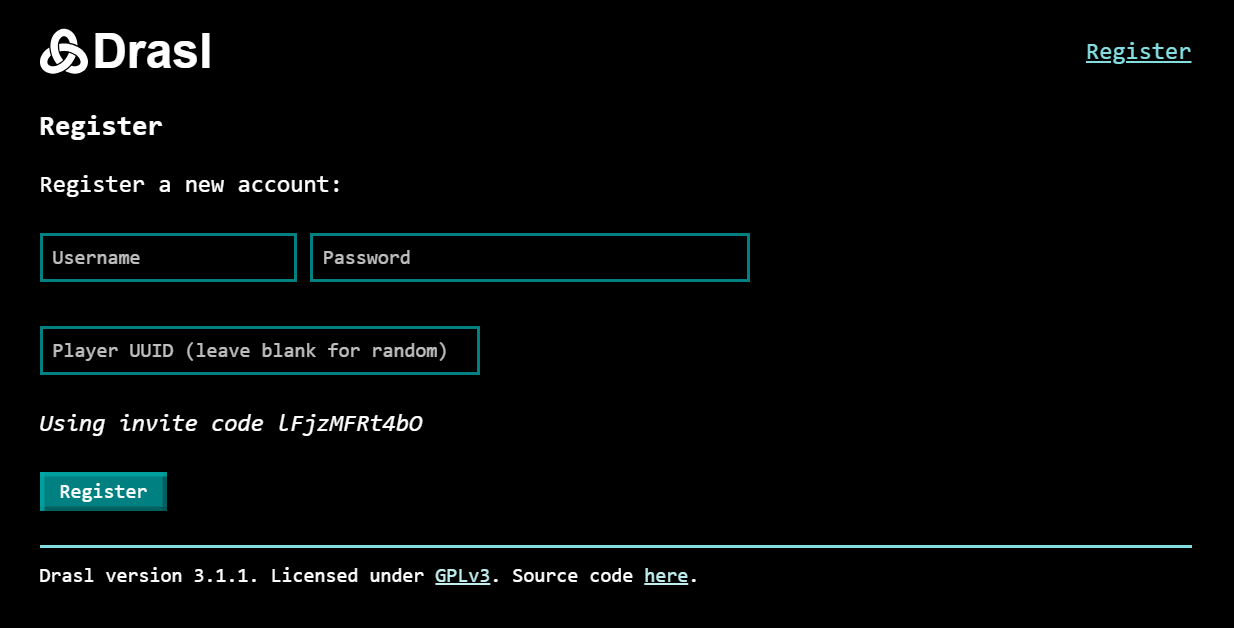 Drasl
Register
Register
Register a new account:
Username
Password
Player UUID (leave blank for random)
Using invite code lFjzMFRt4bO
Register
Drasl version 3.1.1. Licensed under GPLv3. Source code here.